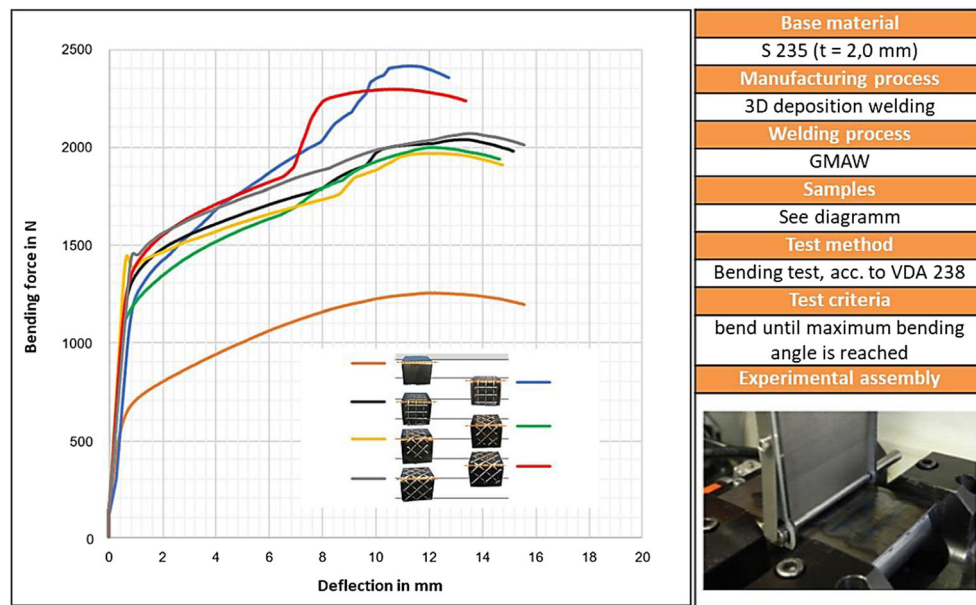 2500
2000
1500
1000
500
0
0
2
4
6
8
10
12
14
16
18
20
Bending force in N
Deflection in mm
Base material
S 235 (t = 2,0 mm)
Manufacturing process
3D deposition welding
Welding process
GMAW
Samples
See diagramm
Test method
Bending test, acc. to VDA 238
Test criteria
bend until maximum bending
angle is reached
Experimental assembly